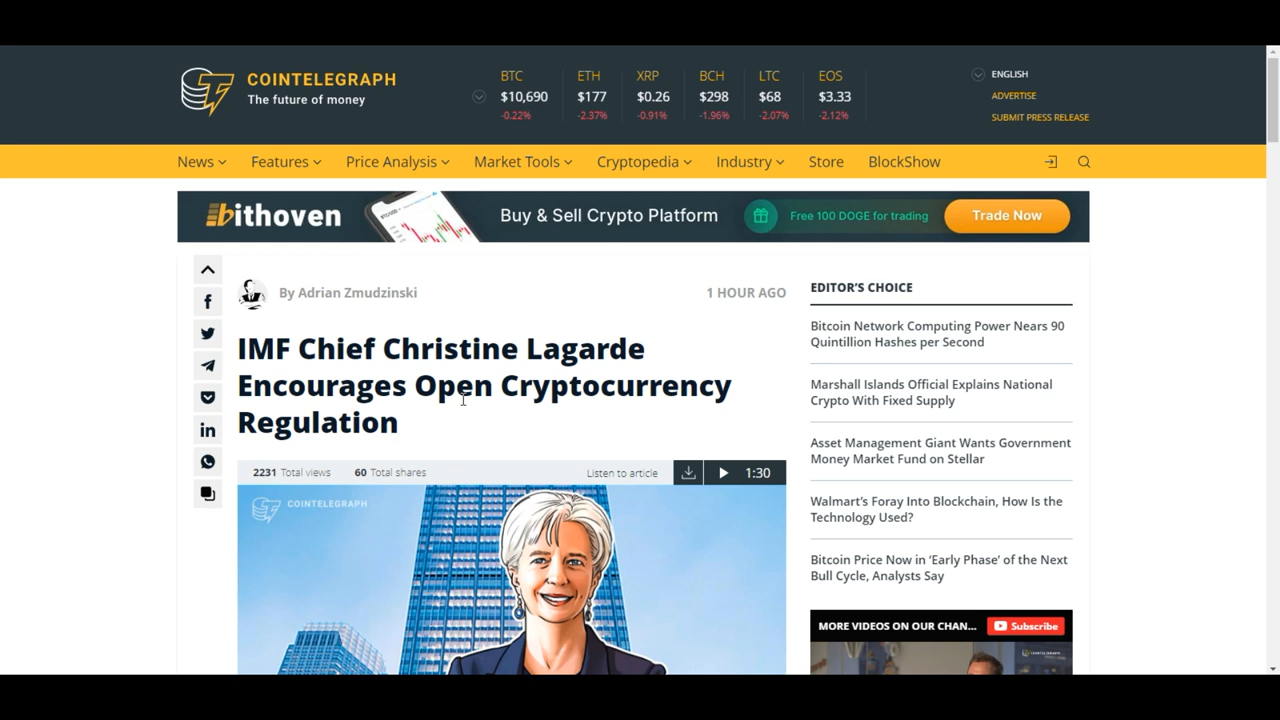 COINTELEGRAPH
The future of money
BTC ETH XRP BCH LTC EOS
$10,690 $177 $0.26 $298 $68 $3.33
-0.22% -2.37% -0.91% -1.96% -2.07% -2.12%
ENGLISH
ADVERTISE
SUBMIT PRESS RELEASE
News Features Price Analysis Market Tools Cryptopedia Industry Store BlockShow
bithoven Buy & Sell Crypto Platform Free 100 DOGE for trading Trade Now
By Adrian Zmudzinski 1 HOUR AGO
IMF Chief Christine Lagarde
Encourages Open Cryptocurrency
Regulation
2231 Total views 60 Total shares Listen to article 1:30
COINTELEGRAPH
EDITOR'S CHOICE
Bitcoin Network Computing Power Nears 90
Quintillion Hashes per Second
Marshall Islands Official Explains National
Crypto With Fixed Supply
Asset Management Giant Wants Government
Money Market Fund on Stellar
Walmart's Foray Into Blockchain, How Is the
Technology Used?
Bitcoin Price Now in 'Early Phase' of the Next
Bull Cycle, Analysts Say
MORE VIDEOS ON OUR CHAN... Subscribe
COINTELEGRAPH